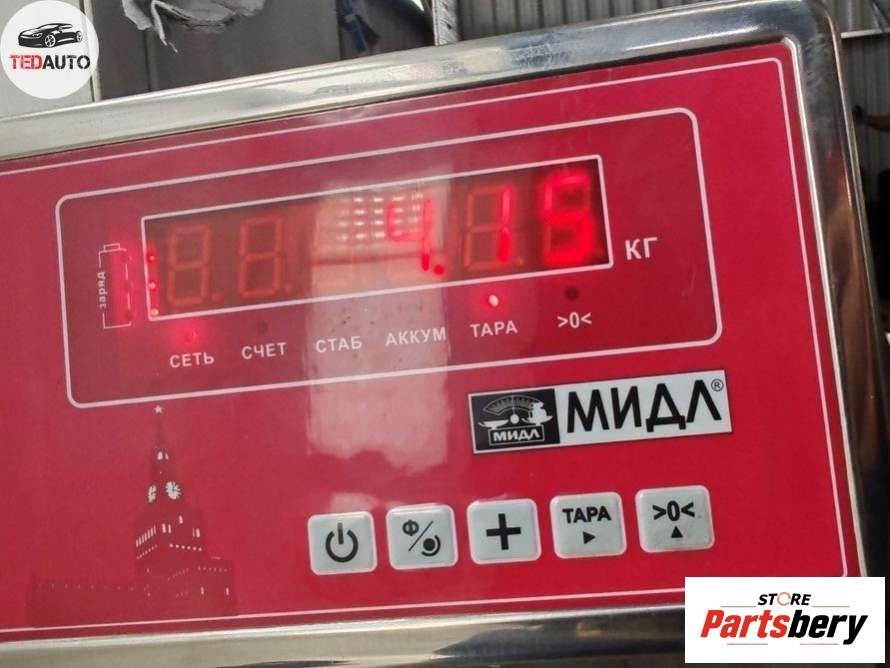 TEDAUTO
заряд
4.15
КГ
СЕТЬ СЧЕТ СТАБ АККУМ ТАРА >0<
МИДЛ
МИДЛ®
Ф
+
ТАРА
>0<
STORE
Partsbery